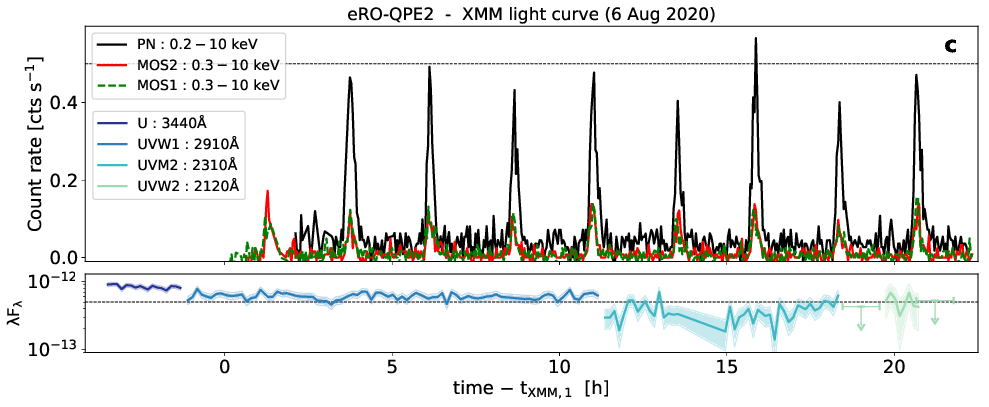 eRO-QPE2 - XMM light curve (6 Aug 2020)
c
PN : 0.2 − 10 keV
MOS2 : 0.3 − 10 keV
MOS1 : 0.3 − 10 keV
U : 3440Å
UVW1 : 2910Å
UVM2 : 2310Å
UVW2 : 2120Å
Count rate [cts s⁻¹]
0.4
0.2
0.0
λF_λ
10⁻¹²
10⁻¹³
0 5 10 15 20
time − t_XMM, 1 [h]